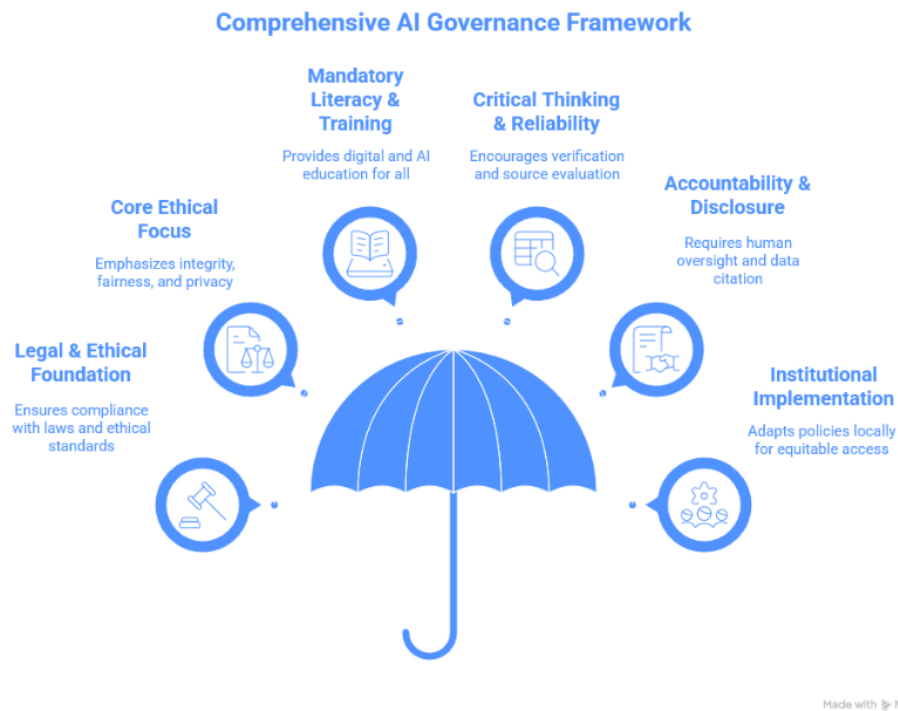 Comprehensive AI Governance Framework
Mandatory
Literacy &
Training
Provides digital and AI
education for all
Critical Thinking
& Reliability
Encourages verification
and source evaluation
Core Ethical
Focus
Emphasizes integrity,
fairness, and privacy
Accountability &
Disclosure
Requires human
oversight and data
citation
Legal & Ethical
Foundation
Ensures compliance
with laws and ethical
standards
Institutional
Implementation
Adapts policies locally
for equitable access
Made with